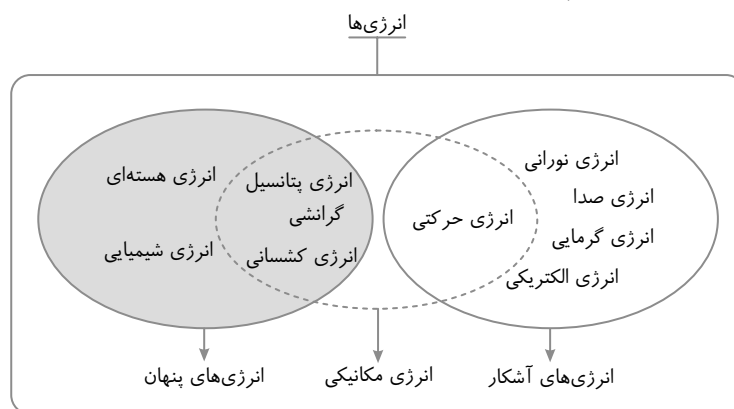 انرژی‌ها
انرژی نورانی
انرژی صدا
انرژی گرمایی
انرژی الکتریکی
انرژی حرکتی
انرژی پتانسیل
گرانشی
انرژی کشسانی
انرژی هسته‌ای
انرژی شیمیایی
انرژی‌های آشکار
انرژی مکانیکی
انرژی‌های پنهان